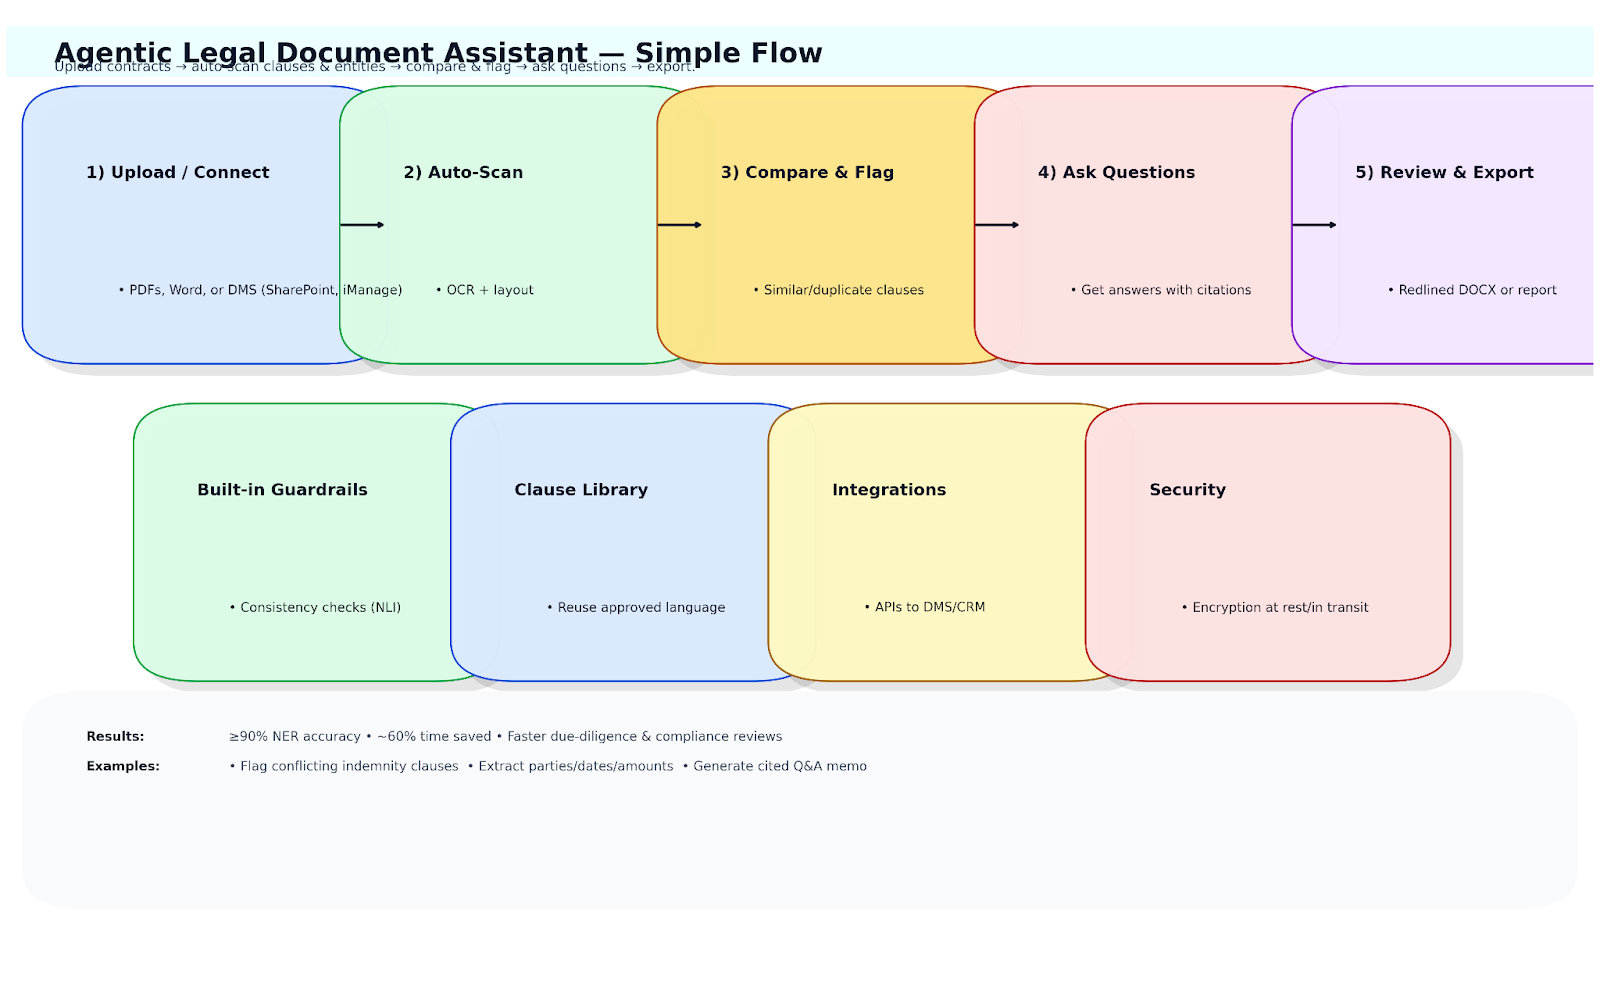 Agentic Legal Document Assistant — Simple Flow
Upload contracts → auto-scan clauses & entities → compare & flag → ask questions → export.
1) Upload / Connect
• PDFs, Word, or DMS (SharePoint, iManage)
2) Auto-Scan
• OCR + layout
3) Compare & Flag
• Similar/duplicate clauses
4) Ask Questions
• Get answers with citations
5) Review & Export
• Redlined DOCX or report
Built-in Guardrails
• Consistency checks (NLI)
Clause Library
• Reuse approved language
Integrations
• APIs to DMS/CRM
Security
• Encryption at rest/in transit
Results: ≥90% NER accuracy • ~60% time saved • Faster due-diligence & compliance reviews
Examples: • Flag conflicting indemnity clauses • Extract parties/dates/amounts • Generate cited Q&A memo